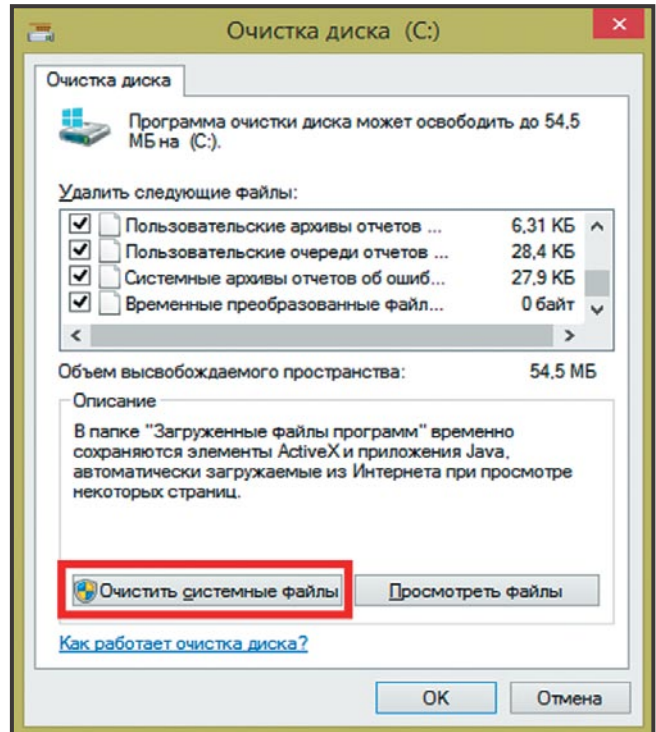 Очистка диска (C:)
Очистка диска
Программа очистки диска может освободить до 54,5
МБ на (C:).
Удалить следующие файлы:
Пользовательские архивы отчетов ... 6,31 КБ
Пользовательские очереди отчетов ... 28,4 КБ
Системные архивы отчетов об ошиб... 27,9 КБ
Временные преобразованные файл... 0 байт
Объем высвобождаемого пространства: 54,5 МБ
Описание
В папке "Загруженные файлы программ" временно
сохраняются элементы ActiveX и приложения Java,
автоматически загружаемые из Интернета при просмотре
некоторых страниц.
Очистить системные файлы Просмотреть файлы
Как работает очистка диска?
OK Отмена